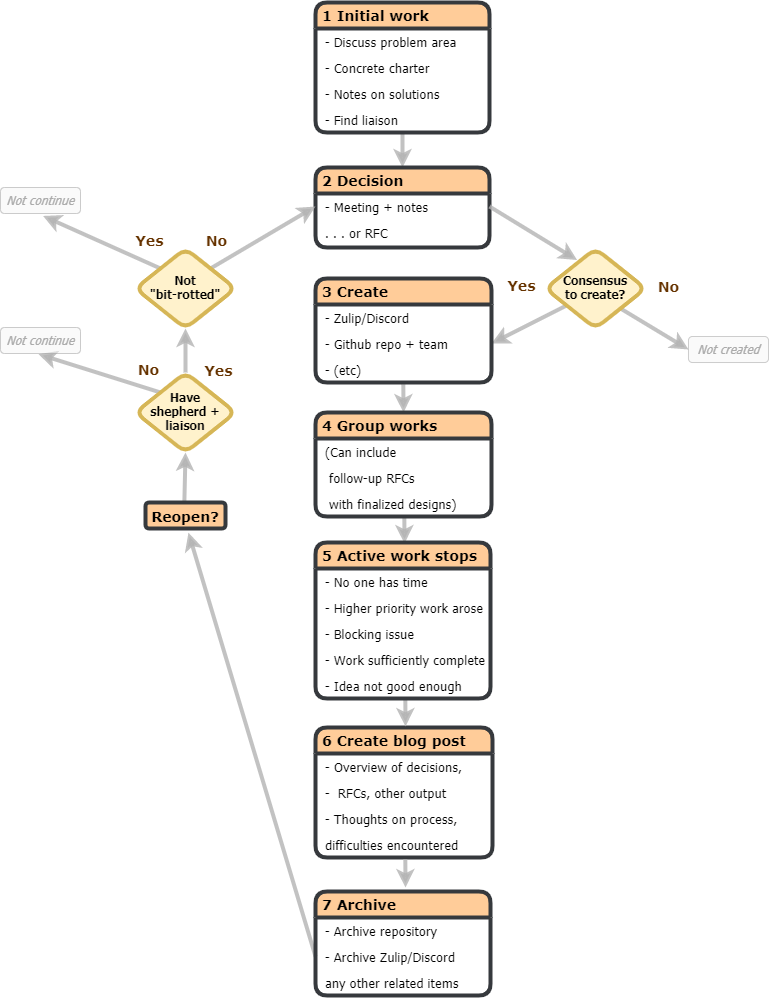 1 Initial work
- Discuss problem area
- Concrete charter
- Notes on solutions
- Find liaison
2 Decision
- Meeting + notes
. . . or RFC
Not continue
Yes
No
Not
"bit-rotted"
Consensus
to create?
Yes
No
Not created
3 Create
- Zulip/Discord
- Github repo + team
- (etc)
Not continue
No
Yes
Have
shepherd +
liaison
4 Group works
(Can include
follow-up RFCs
with finalized designs)
Reopen?
5 Active work stops
- No one has time
- Higher priority work arose
- Blocking issue
- Work sufficiently complete
- Idea not good enough
6 Create blog post
- Overview of decisions,
- RFCs, other output
- Thoughts on process,
difficulties encountered
7 Archive
- Archive repository
- Archive Zulip/Discord
any other related items